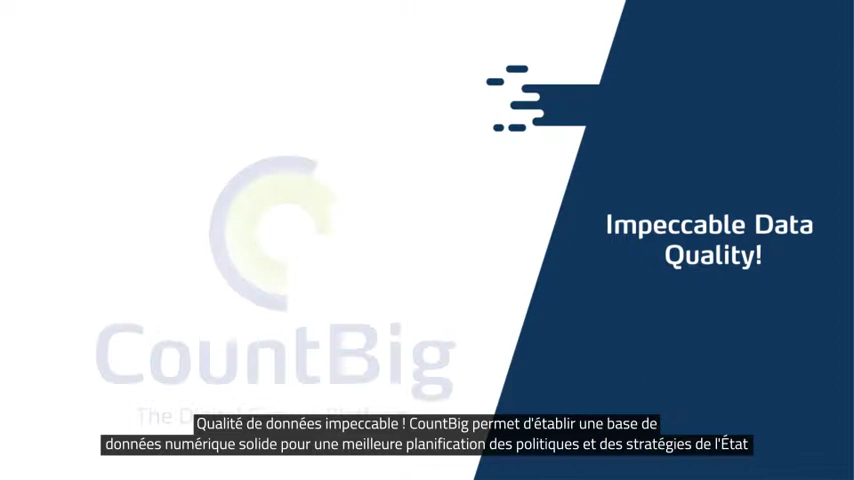 Impeccable Data
Quality!
CountBig
The D
Qualité de données impeccable ! CountBig permet d'établir une base de
données numérique solide pour une meilleure planification des politiques et des stratégies de l'État